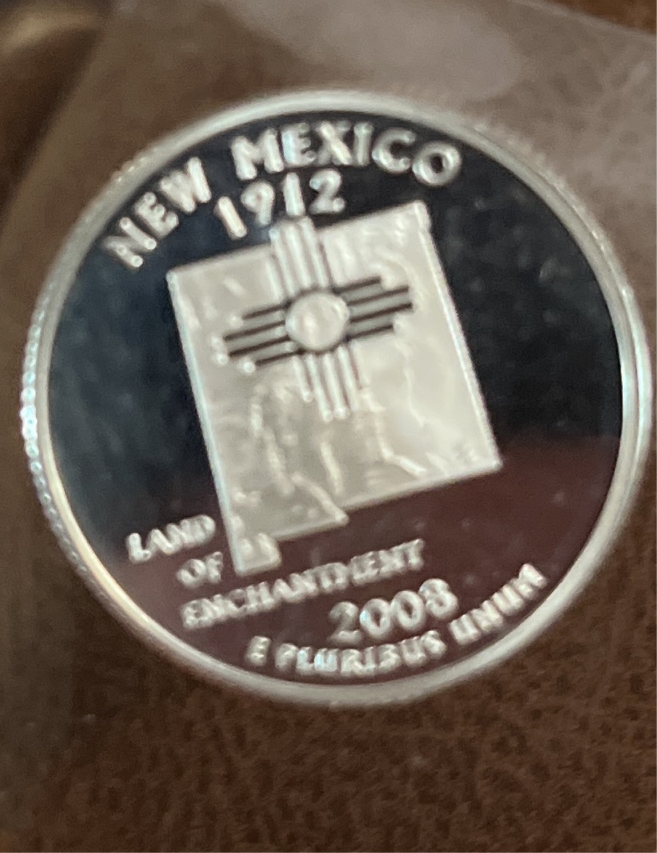 NEW MEXICO
1912
LAND
OF
ENCHANTMENT
2008
E PLURIBUS UNUM